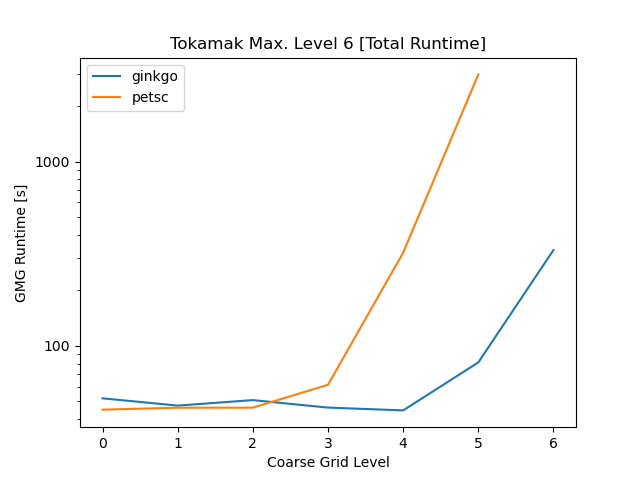 Tokamak Max. Level 6 [Total Runtime]
ginkgo
petsc
1000
100
GMG Runtime [s]
0 1 2 3 4 5 6
Coarse Grid Level